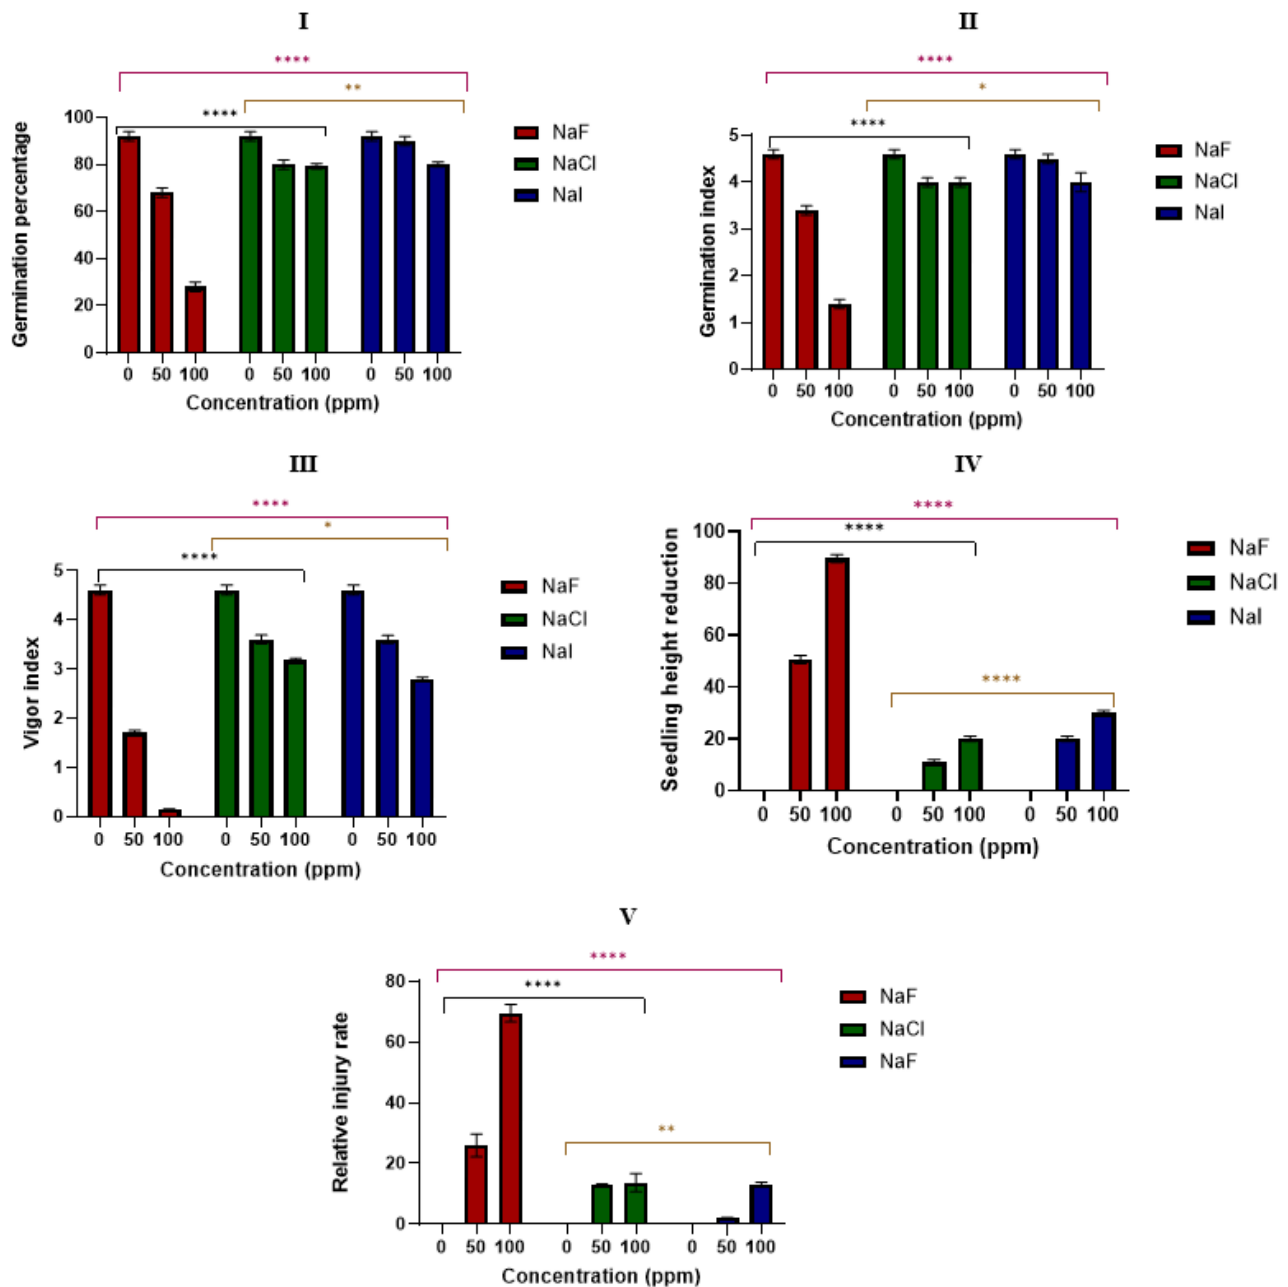 I
****
**
****
Germination percentage
100
80
60
40
20
0
0 50 100 0 50 100 0 50 100
Concentration (ppm)
NaF
NaCl
NaI
II
****
*
****
Germination index
5
4
3
2
1
0
0 50 100 0 50 100 0 50 100
Concentration (ppm)
NaF
NaCl
NaI
III
****
*
****
Vigor index
5
4
3
2
1
0
0 50 100 0 50 100 0 50 100
Concentration (ppm)
NaF
NaCl
NaI
IV
****
****
****
Seedling height reduction
100
80
60
40
20
0
0 50 100 0 50 100 0 50 100
Concentration (ppm)
NaF
NaCl
NaI
V
****
****
**
Relative injury rate
80
60
40
20
0
0 50 100 0 50 100 0 50 100
Concentration (ppm)
NaF
NaCl
NaF